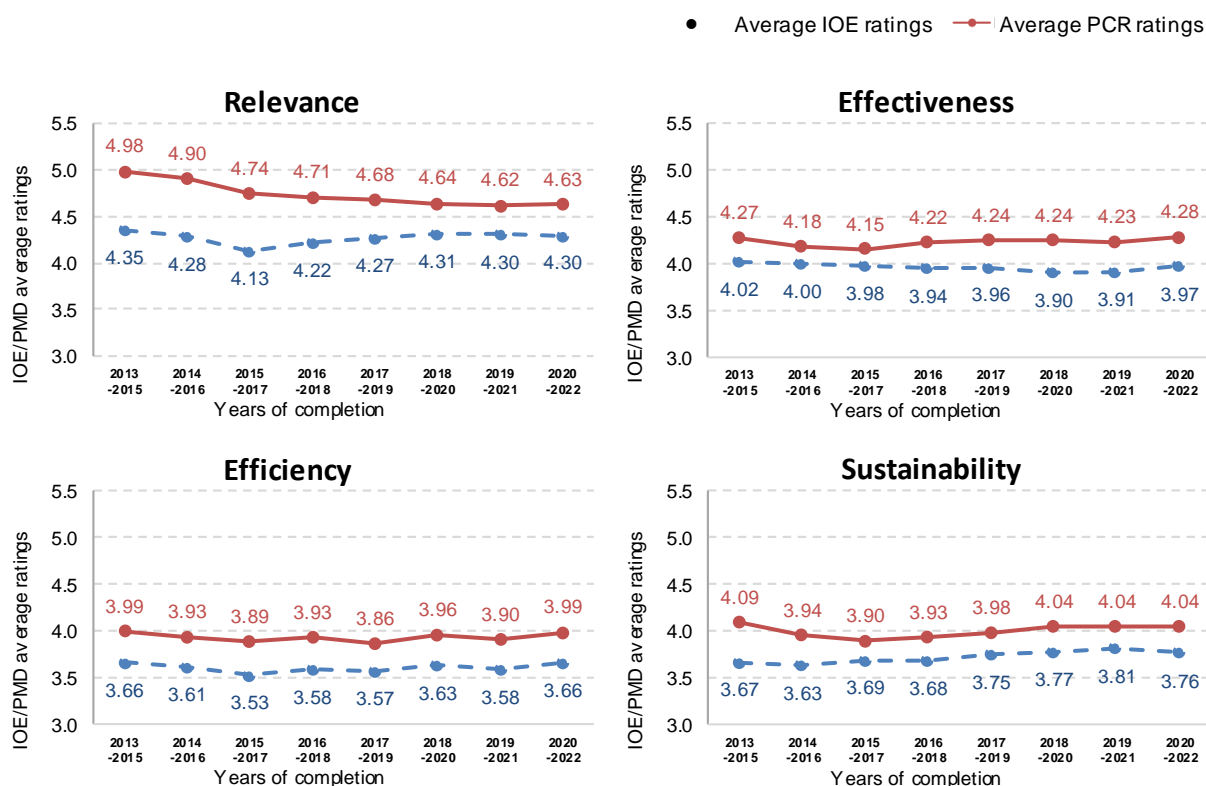 Average IOE ratings Average PCR ratings
Relevance
IOE/PMD average ratings
5.5
5.0
4.5
4.0
3.5
3.0
4.98 4.90 4.74 4.71 4.68 4.64 4.62 4.63
4.35 4.28 4.13 4.22 4.27 4.31 4.30 4.30
2013 2014 2015 2016 2017 2018 2019 2020
-2015 -2016 -2017 -2018 -2019 -2020 -2021 -2022
Years of completion
Effectiveness
IOE/PMD average ratings
5.5
5.0
4.5
4.0
3.5
3.0
4.27 4.18 4.15 4.22 4.24 4.24 4.23 4.28
4.02 4.00 3.98 3.94 3.96 3.90 3.91 3.97
2013 2014 2015 2016 2017 2018 2019 2020
-2015 -2016 -2017 -2018 -2019 -2020 -2021 -2022
Years of completion
Efficiency
IOE/PMD average ratings
5.5
5.0
4.5
4.0
3.5
3.0
3.99 3.93 3.89 3.93 3.86 3.96 3.90 3.99
3.66 3.61 3.53 3.58 3.57 3.63 3.58 3.66
2013 2014 2015 2016 2017 2018 2019 2020
-2015 -2016 -2017 -2018 -2019 -2020 -2021 -2022
Years of completion
Sustainability
IOE/PMD average ratings
5.5
5.0
4.5
4.0
3.5
3.0
4.09 3.94 3.90 3.93 3.98 4.04 4.04 4.04
3.67 3.63 3.69 3.68 3.75 3.77 3.81 3.76
2013 2014 2015 2016 2017 2018 2019 2020
-2015 -2016 -2017 -2018 -2019 -2020 -2021 -2022
Years of completion